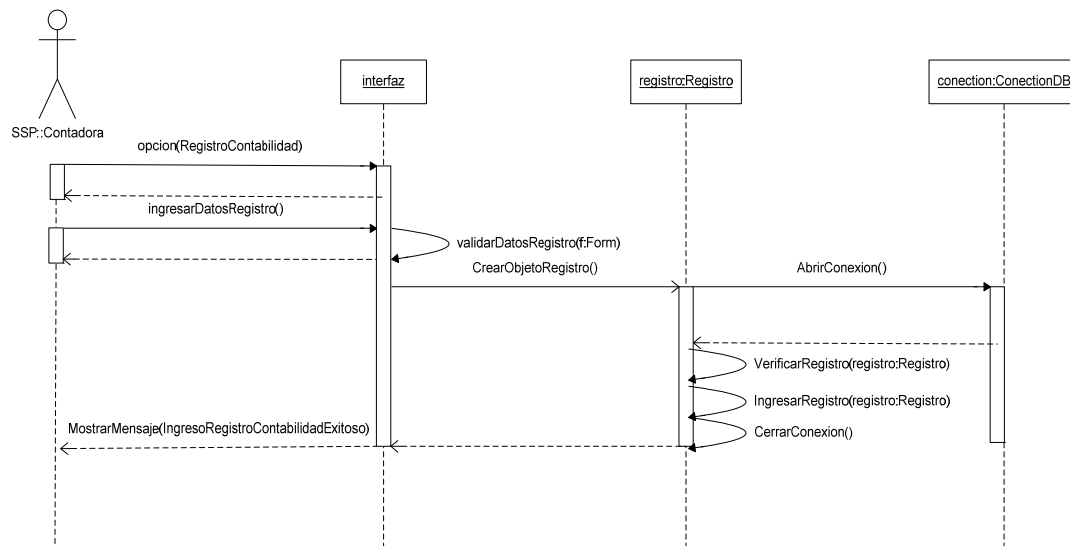 interfaz
registro:Registro
conection:ConectionDB
SSP::Contadora
opcion(RegistroContabilidad)
ingresarDatosRegistro()
validarDatosRegistro(f:Form)
CrearObjetoRegistro()
AbrirConexion()
VerificarRegistro(registro:Registro)
IngresarRegistro(registro:Registro)
MostrarMensaje(IngresoRegistroContabilidadExitoso)
CerrarConexion()